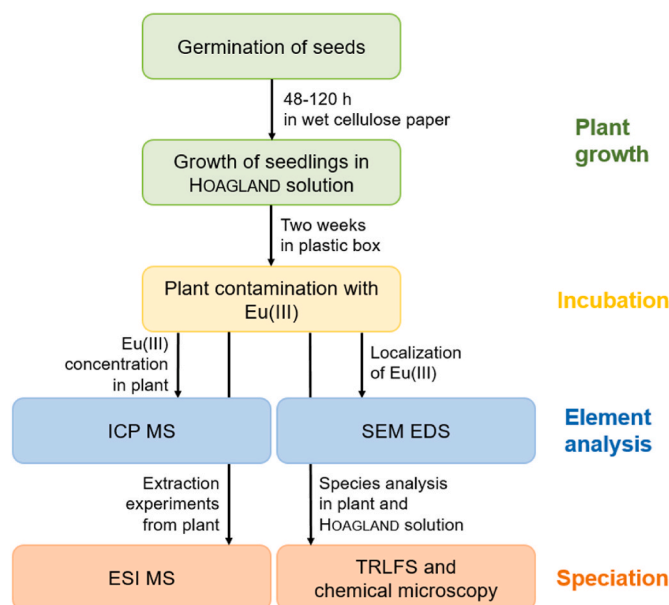 Germination of seeds
48-120 h
in wet cellulose paper
Plant
growth
Growth of seedlings in
HOAGLAND solution
Two weeks
in plastic box
Plant contamination with
Eu(III)
Incubation
Eu(III)
concentration
in plant
Localization
of Eu(III)
ICP MS
SEM EDS
Element
analysis
Extraction
experiments
from plant
Species analysis
in plant and
HOAGLAND solution
ESI MS
TRLFS and
chemical microscopy
Speciation